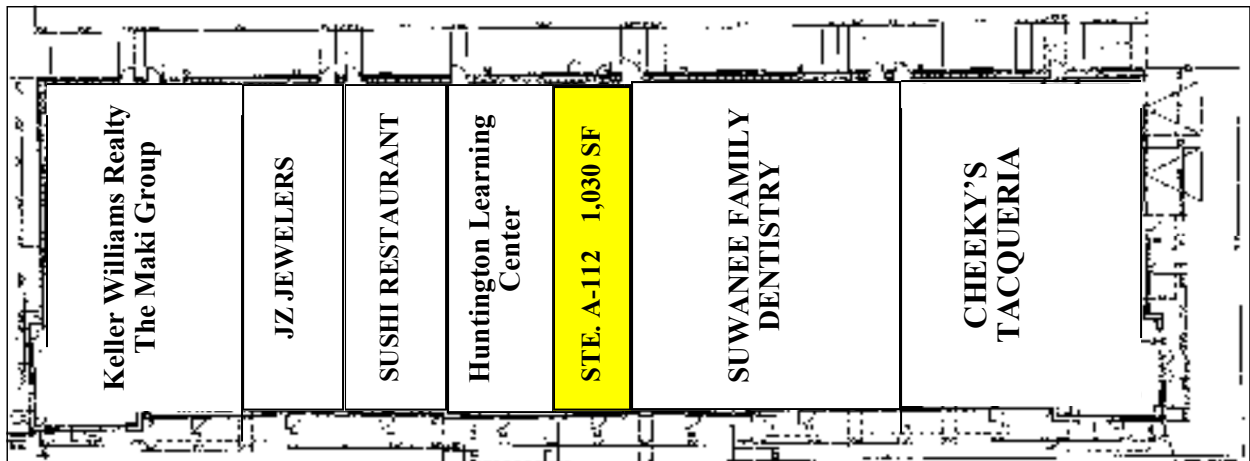 Keller Williams Realty
The Maki Group
JZ JEWELERS
SUSHI RESTAURANT
Huntington Learning
Center
STE. A-112    1,030 SF
SUWANEE FAMILY
DENTISTRY
CHEEKY’S
TACQUERIA